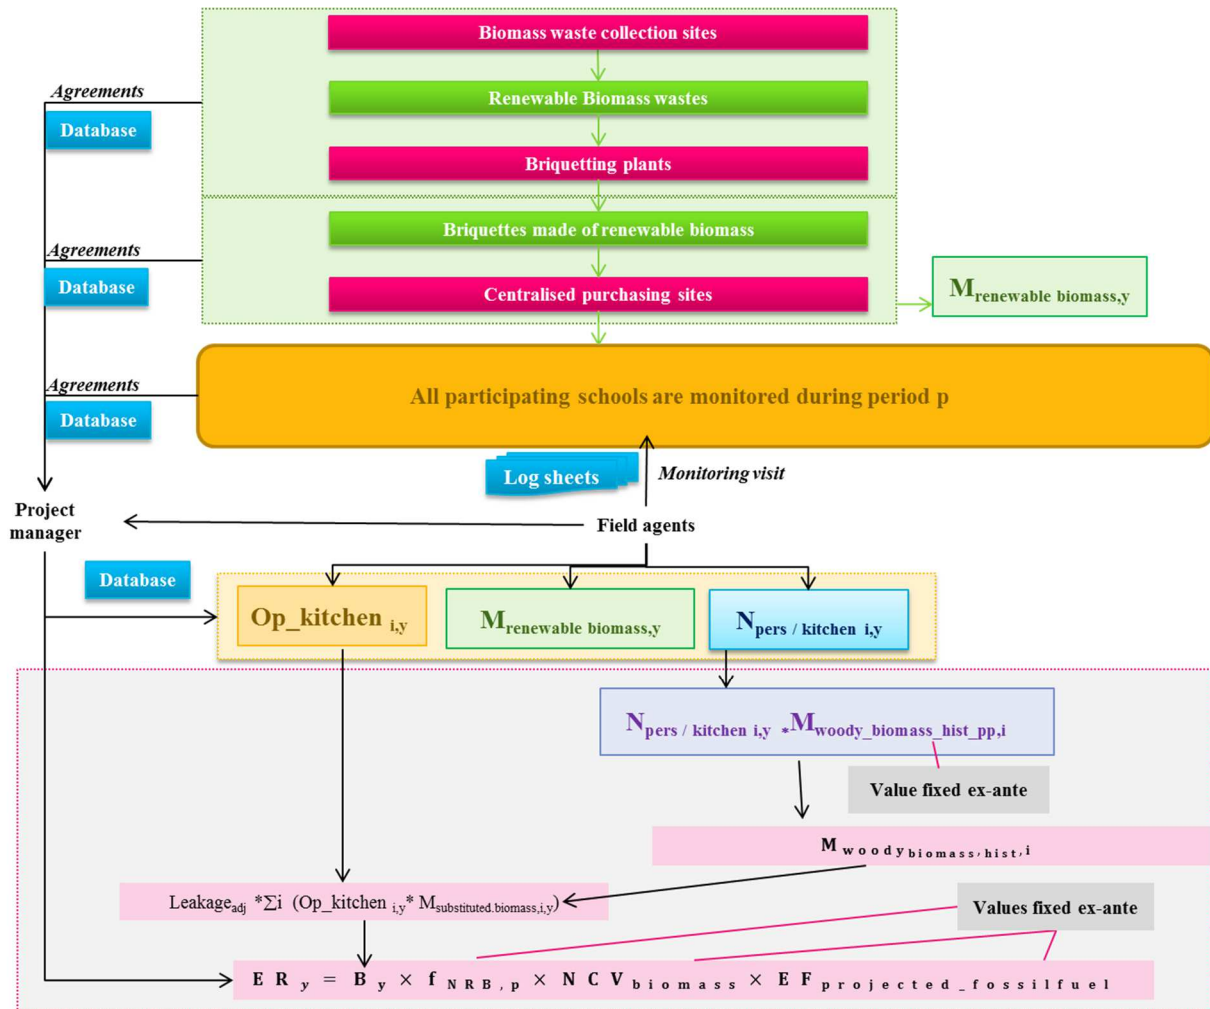 Biomass waste collection sites
Agreements
Renewable Biomass wastes
Database
Briquetting plants
Briquettes made of renewable biomass
Agreements
Database
Centralised purchasing sites
M renewable biomass,y
Agreements
All participating schools are monitored during period p
Database
Log sheets
Monitoring visit
Project
manager
Field agents
Database
Op_kitchen i,y
M renewable biomass,y
N pers / kitchen i,y
N pers / kitchen i,y * M woody_biomass_hist_pp,i
Value fixed ex-ante
M woody biomass,hist,i
Leakage adj *Σi (Op_kitchen i,y* M substituted.biomass,i,y)
Values fixed ex-ante
ER y = B y × f NRB,p × NCV biomass × EF projected_fossilfuel